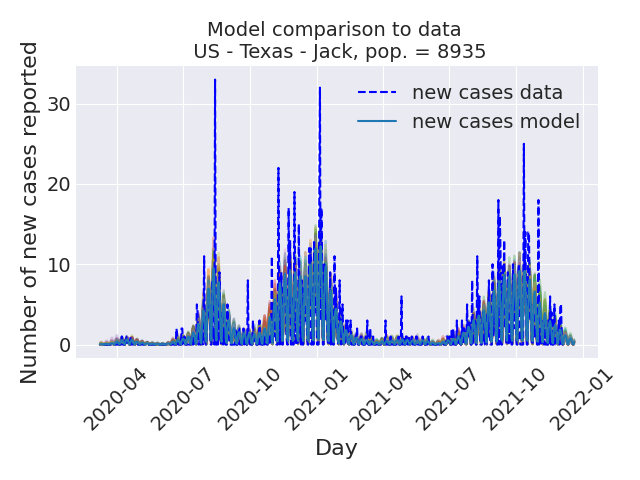 Model comparison to data
US - Texas - Jack, pop. = 8935
Number of new cases reported
30
20
10
0
new cases data
new cases model
2020-04
2020-07
2020-10
2021-01
2021-04
2021-07
2021-10
2022-01
Day